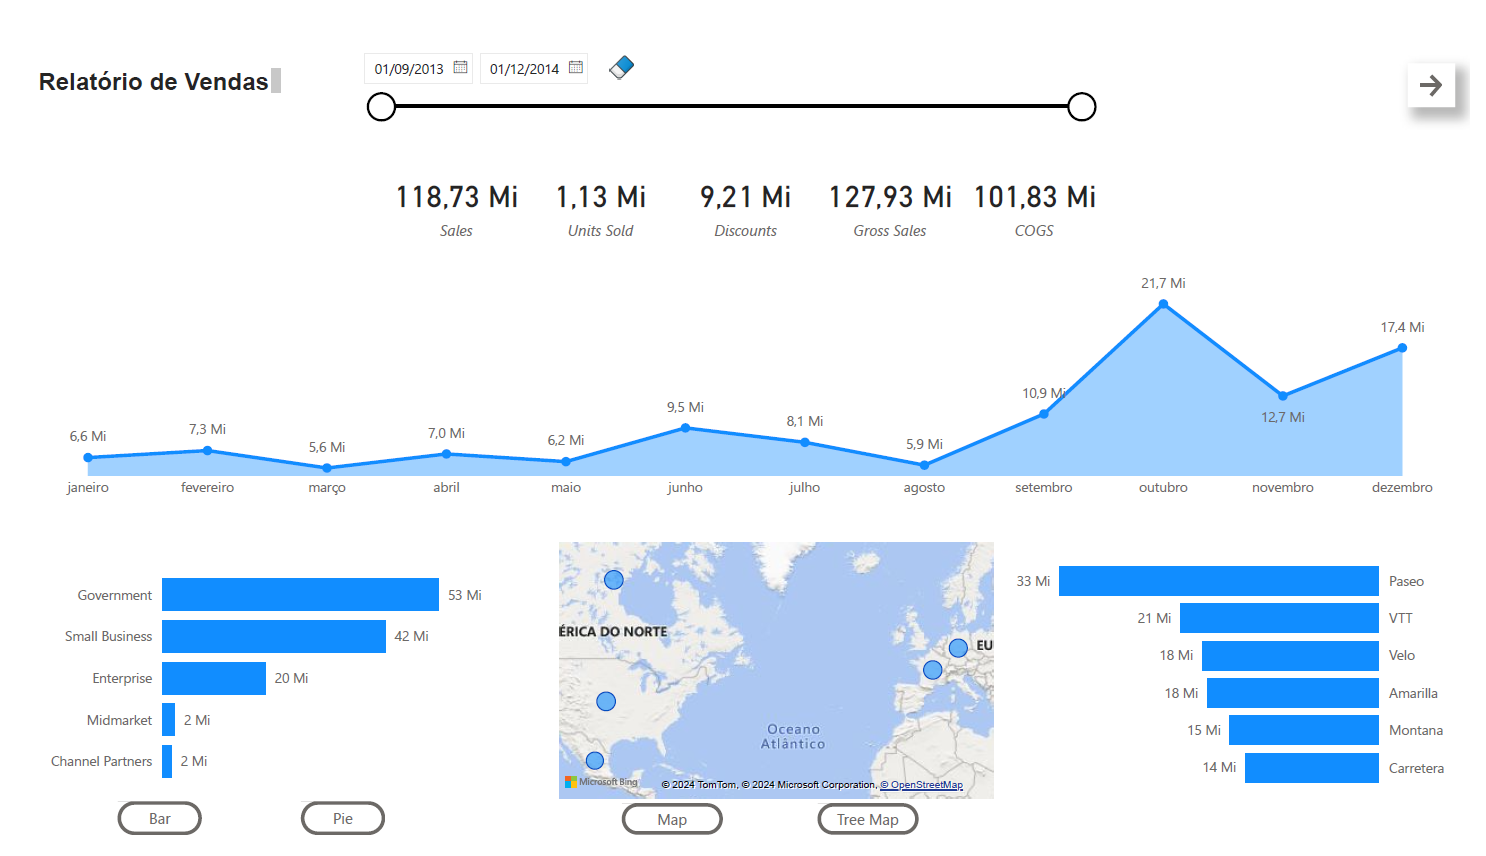 Relatório de Vendas
01/09/2013
01/12/2014
118,73 Mi
1,13 Mi
9,21 Mi
127,93 Mi
101,83 Mi
Sales
Units Sold
Discounts
Gross Sales
COGS
21,7 Mi
17,4 Mi
10,9 Mi
12,7 Mi
9,5 Mi
8,1 Mi
6,6 Mi
7,3 Mi
5,6 Mi
7,0 Mi
6,2 Mi
5,9 Mi
janeiro
fevereiro
março
abril
maio
junho
julho
agosto
setembro
outubro
novembro
dezembro
Government
53 Mi
Small Business
42 Mi
Enterprise
20 Mi
Midmarket
2 Mi
Channel Partners
2 Mi
Bar
Pie
ÉRICA DO NORTE
EU
Oceano
Atlântico
Microsoft Bing
© 2024 TomTom, © 2024 Microsoft Corporation, © OpenStreetMap
Map
Tree Map
33 Mi
Paseo
21 Mi
VTT
18 Mi
Velo
18 Mi
Amarilla
15 Mi
Montana
14 Mi
Carretera